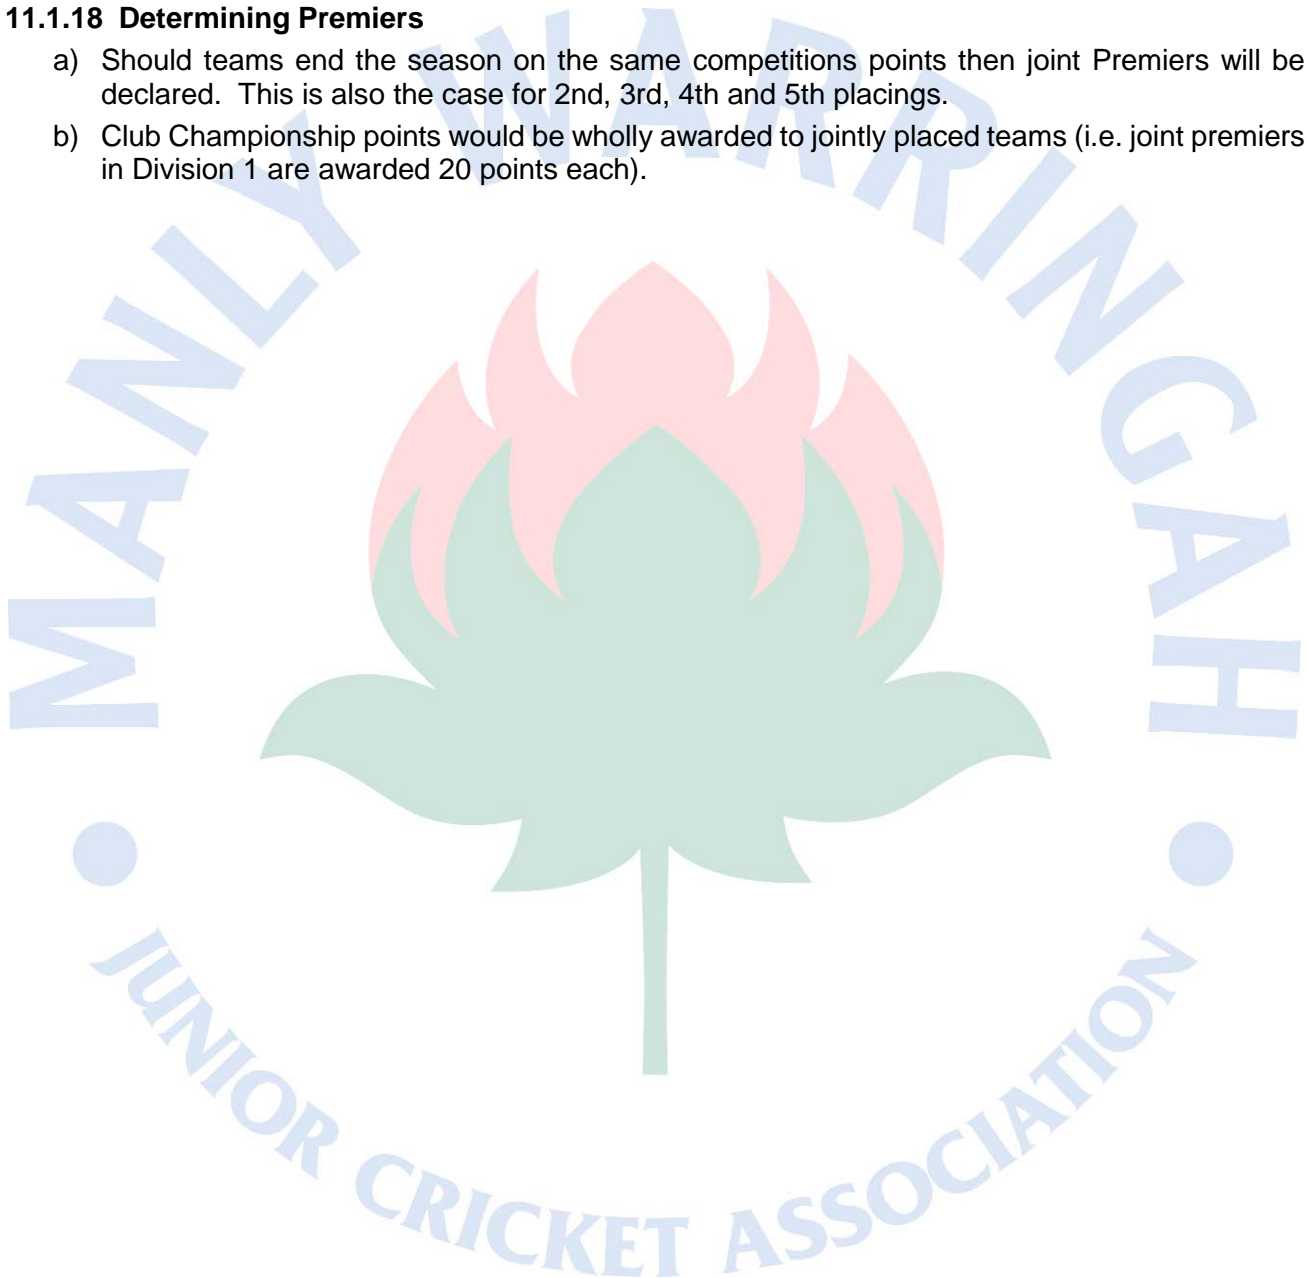 11.1.18 Determining Premiers
a) Should teams end the season on the same competitions points then joint Premiers will be
declared. This is also the case for 2nd, 3rd, 4th and 5th placings.
b) Club Championship points would be wholly awarded to jointly placed teams (i.e. joint premiers
in Division 1 are awarded 20 points each).
MANLY WARRINGAH
JUNIOR CRICKET ASSOCIATION